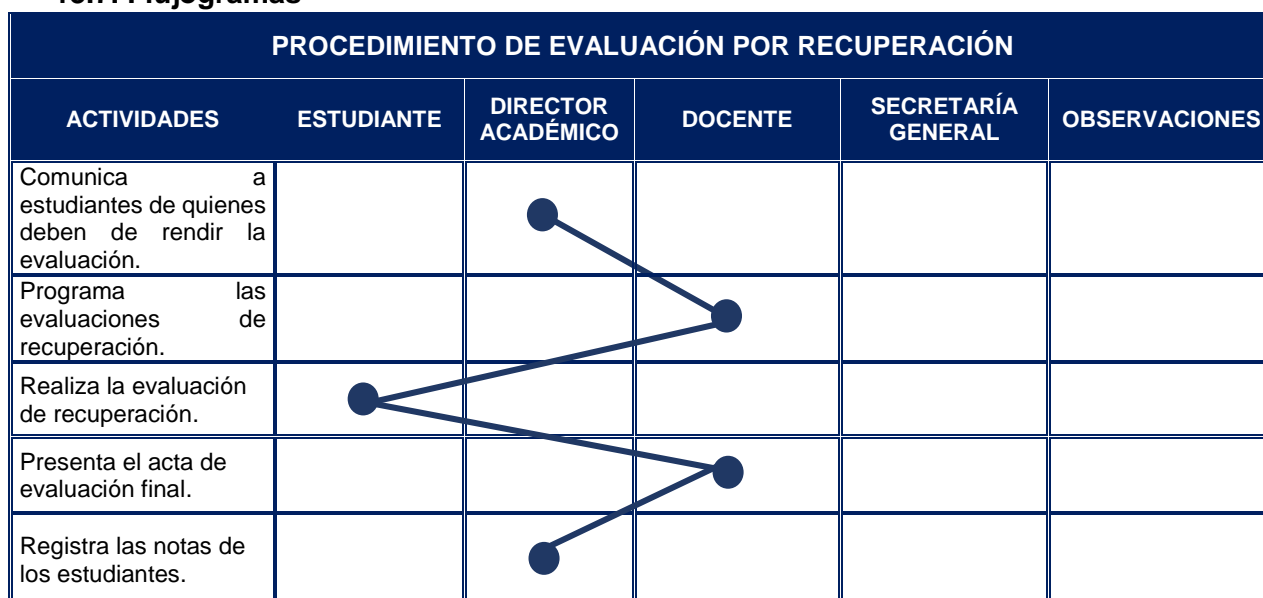 Flujogramas
PROCEDIMIENTO DE EVALUACIÓN POR RECUPERACIÓN
ACTIVIDADES
ESTUDIANTE
DIRECTOR
ACADÉMICO
DOCENTE
SECRETARÍA
GENERAL
OBSERVACIONES
Comunica a
estudiantes de quienes
deben de rendir la
evaluación.
Programa las
evaluaciones de
recuperación.
Realiza la evaluación
de recuperación.
Presenta el acta de
evaluación final.
Registra las notas de
los estudiantes.